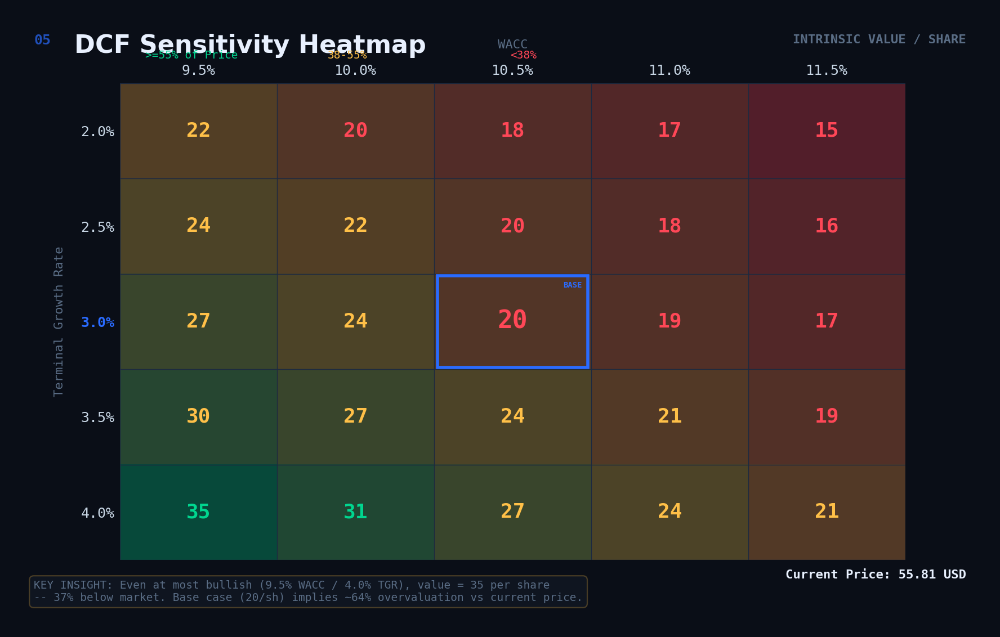 05
DCF Sensitivity Heatmap
WACC
INTRINSIC VALUE / SHARE
>=55% of Price 38-55% <38%
9.5% 10.0% 10.5% 11.0% 11.5%
2.0% 22 20 18 17 15
2.5% 24 22 20 18 16
BASE
3.0% 27 24 20 19 17
3.5% 30 27 24 21 19
4.0% 35 31 27 24 21
Terminal Growth Rate
Current Price: 55.81 USD
KEY INSIGHT: Even at most bullish (9.5% WACC / 4.0% TGR), value = 35 per share
-- 37% below market. Base case (20/sh) implies ~64% overvaluation vs current price.